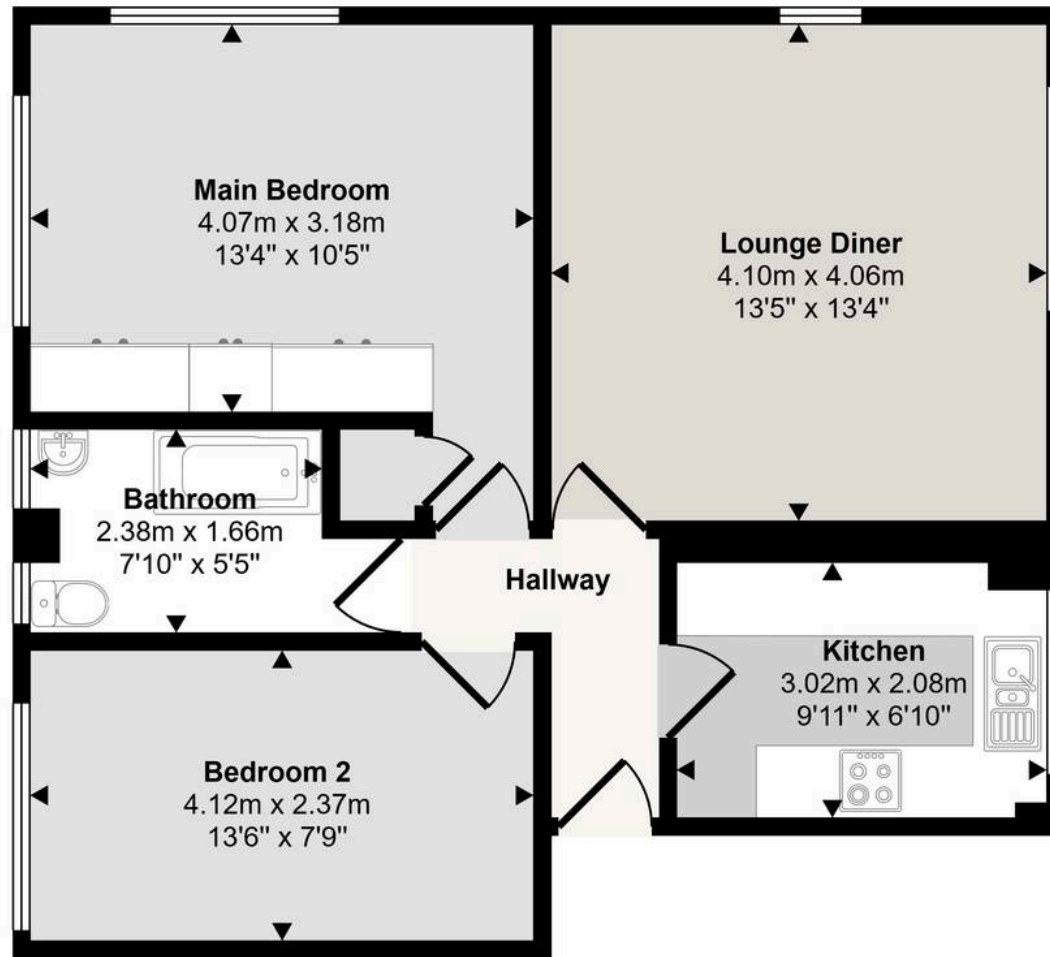 Main Bedroom
4.07m x 3.18m
13'4" x 10'5"
Lounge Diner
4.10m x 4.06m
13'5" x 13'4"
Bathroom
2.38m x 1.66m
7'10" x 5'5"
Hallway
Kitchen
3.02m x 2.08m
9'11" x 6'10"
Bedroom 2
4.12m x 2.37m
13'6" x 7'9"